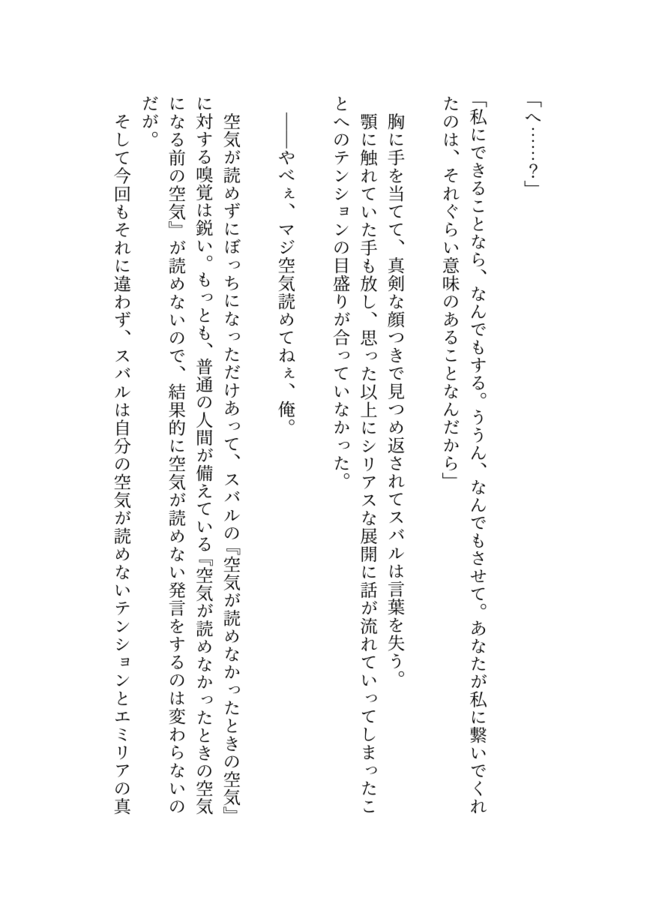 「へ……？」
「私にできることなら、なんでもする。ううん、なんでもさせて。あなたが私に繋いでくれ
たのは、それぐらい意味のあることなんだから」
胸に手を当てて、真剣な顔つきで見つめ返されてスバルは言葉を失う。
顎に触れていた手も放し、思った以上にシリアスな展開に話が流れていってしまったこ
とへのテンションの目盛りが合っていなかった。
――やべぇ、マジ空気読めてねぇ、俺。
空気が読めずにぼっちになっただけあって、スバルの『空気が読めなかったときの空気』
に対する嗅覚は鋭い。もっとも、普通の人間が備えている『空気が読めなかったときの空気
になる前の空気』が読めないので、結果的に空気が読めない発言をするのは変わらないの
だが。
そして今回もそれに違わず、スバルは自分の空気が読めないテンションとエミリアの真